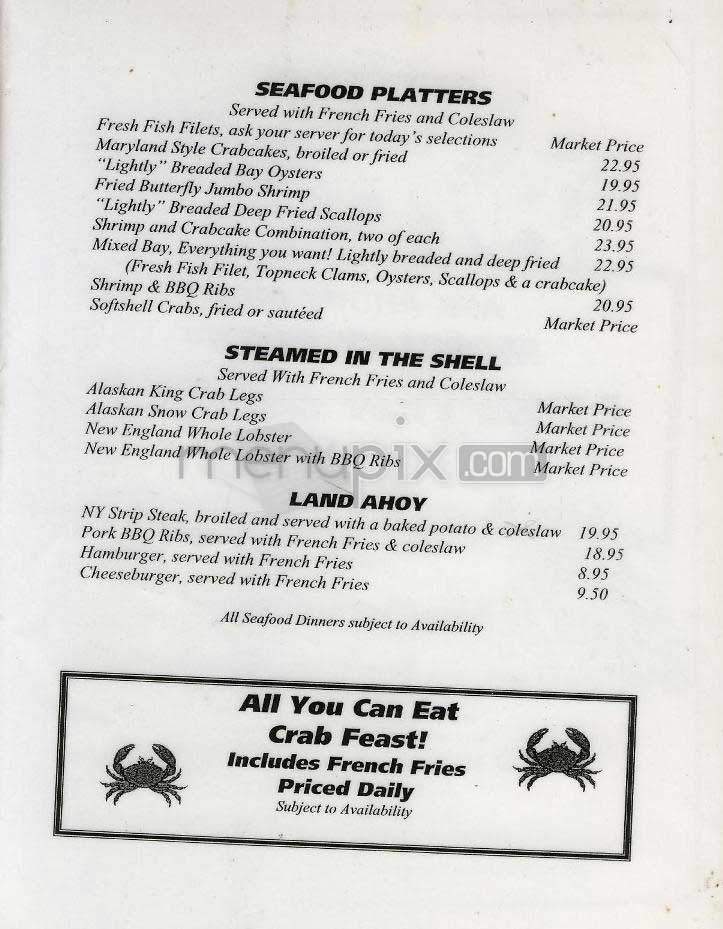 SEAFOOD PLATTERS
Served with French Fries and Coleslaw
Fresh Fish Filets, ask your server for today's selections Market Price
Maryland Style Crabcakes, broiled or fried 22.95
"Lightly" Breaded Bay Oysters 19.95
Fried Butterfly Jumbo Shrimp 21.95
"Lightly" Breaded Deep Fried Scallops 20.95
Shrimp and Crabcake Combination, two of each 23.95
Mixed Bay, Everything you want! Lightly breaded and deep fried 22.95
(Fresh Fish Filet, Topneck Clams, Oysters, Scallops & a crabcake)
Shrimp & BBQ Ribs 20.95
Softshell Crabs, fried or sautéed Market Price
STEAMED IN THE SHELL
Served With French Fries and Coleslaw
Alaskan King Crab Legs Market Price
Alaskan Snow Crab Legs Market Price
New England Whole Lobster Market Price
New England Whole Lobster with BBQ Ribs Market Price
menupix.com
LAND AHOY
NY Strip Steak, broiled and served with a baked potato & coleslaw 19.95
Pork BBQ Ribs, served with French Fries & coleslaw 18.95
Hamburger, served with French Fries 8.95
Cheeseburger, served with French Fries 9.50
All Seafood Dinners subject to Availability
All You Can Eat
Crab Feast!
Includes French Fries
Priced Daily
Subject to Availability